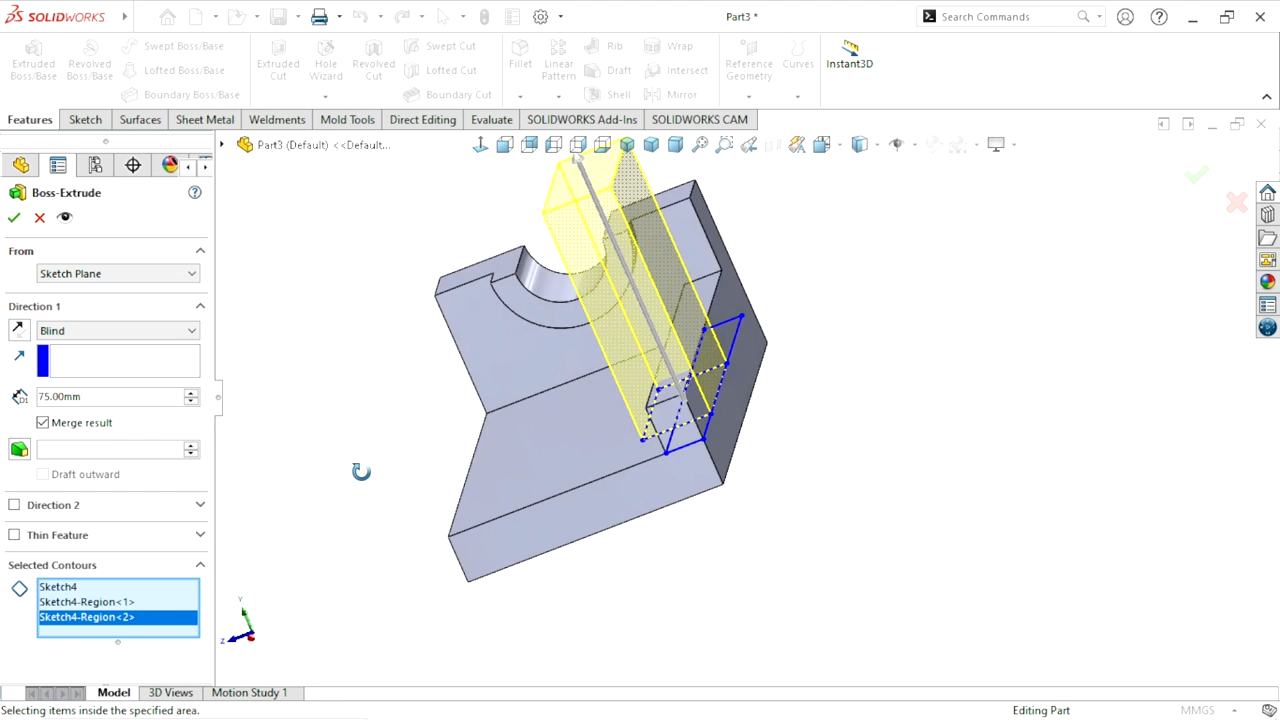 SOLIDWORKS
Part3 *
Search Commands
Extruded Boss/Base
Revolved Boss/Base
Swept Boss/Base
Lofted Boss/Base
Boundary Boss/Base
Extruded Cut
Hole Wizard
Revolved Cut
Swept Cut
Lofted Cut
Boundary Cut
Fillet
Linear Pattern
Rib
Draft
Shell
Wrap
Intersect
Mirror
Reference Geometry
Curves
Instant3D
Features
Sketch
Surfaces
Sheet Metal
Weldments
Mold Tools
Direct Editing
Evaluate
SOLIDWORKS Add-Ins
SOLIDWORKS CAM
Part3 (Default) <<Default...
Boss-Extrude
From
Sketch Plane
Direction 1
Blind
75.00mm
Merge result
Draft outward
Direction 2
Thin Feature
Selected Contours
Sketch4
Sketch4-Region<1>
Sketch4-Region<2>
Y
Z
Model
3D Views
Motion Study 1
Selecting items inside the specified area.
Editing Part
MMGS